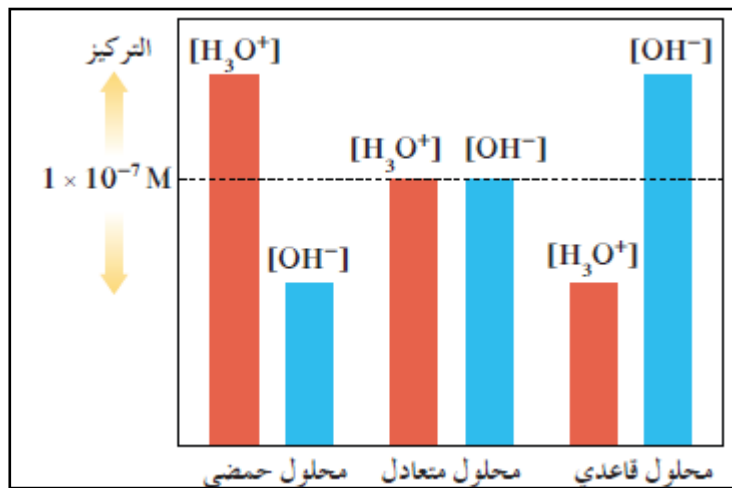 التركيز
[H₃O⁺]
[OH⁻]
[H₃O⁺]
[OH⁻]
1 × 10⁻⁷ M
[OH⁻]
[H₃O⁺]
محلول حمضي
محلول متعادل
محلول قاعدي